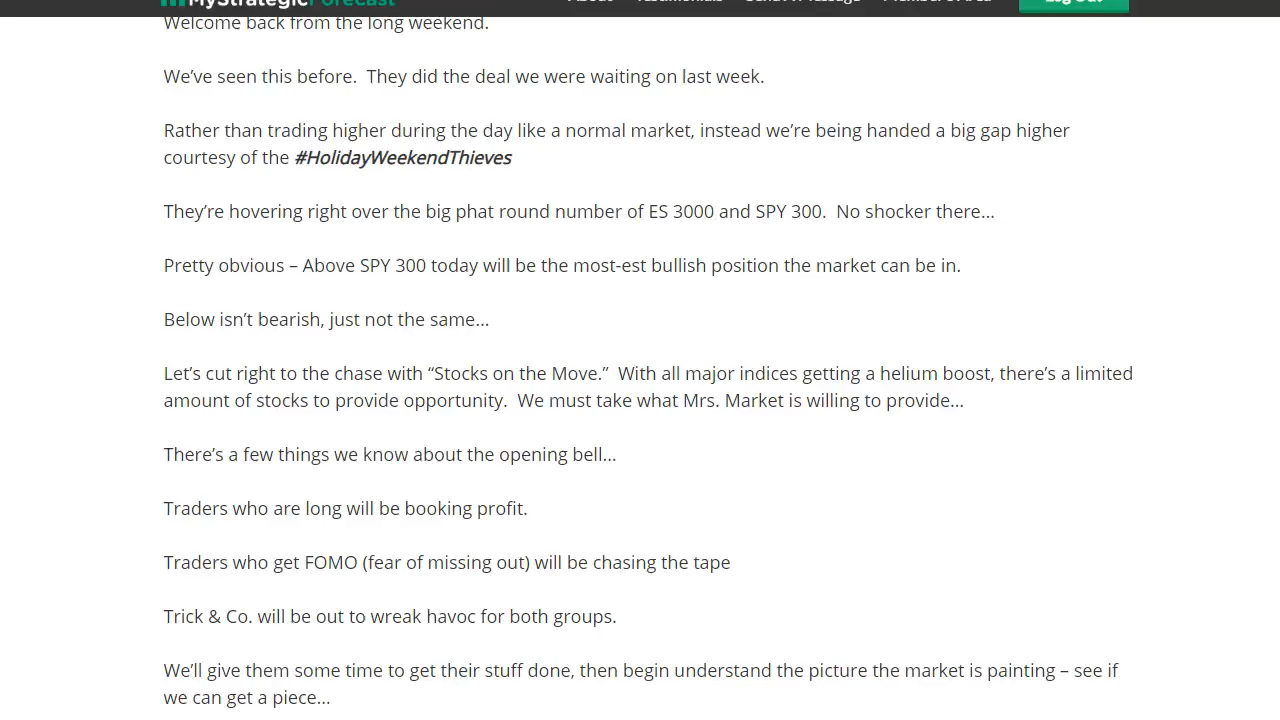 MyStrategicForecast About Testimonials Send A Message Member's Area Log Out
Welcome back from the long weekend.
We've seen this before.  They did the deal we were waiting on last week.
Rather than trading higher during the day like a normal market, instead we're being handed a big gap higher
courtesy of the #HolidayWeekendThieves
They're hovering right over the big phat round number of ES 3000 and SPY 300.  No shocker there…
Pretty obvious – Above SPY 300 today will be the most-est bullish position the market can be in.
Below isn't bearish, just not the same…
Let's cut right to the chase with “Stocks on the Move.”  With all major indices getting a helium boost, there's a limited
amount of stocks to provide opportunity.  We must take what Mrs. Market is willing to provide…
There's a few things we know about the opening bell…
Traders who are long will be booking profit.
Traders who get FOMO (fear of missing out) will be chasing the tape
Trick & Co. will be out to wreak havoc for both groups.
We'll give them some time to get their stuff done, then begin understand the picture the market is painting – see if
we can get a piece…